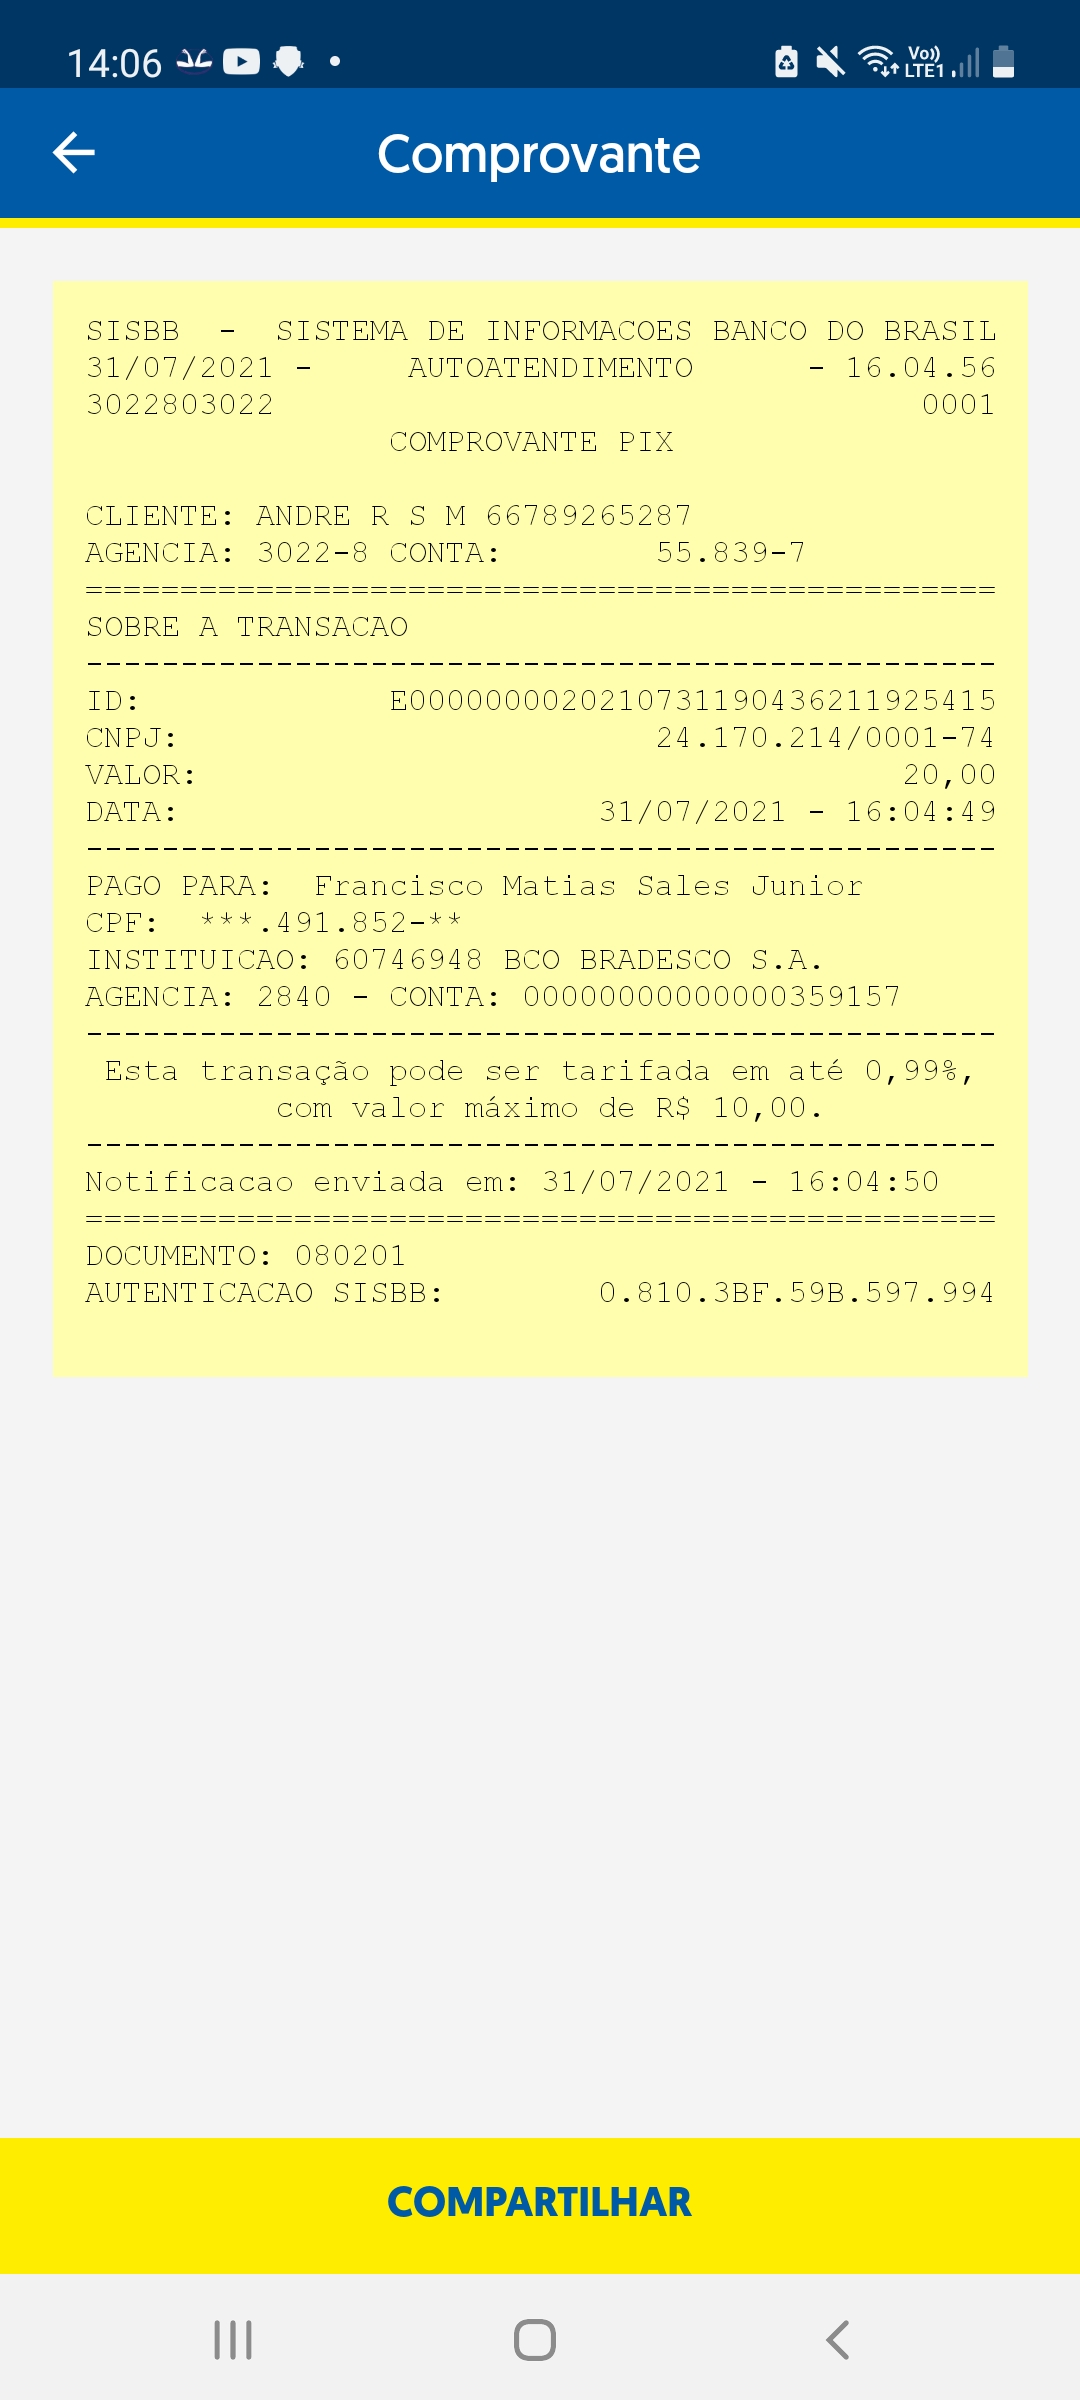 14:06
Vo)) LTE1
Comprovante
SISBB - SISTEMA DE INFORMACOES BANCO DO BRASIL
31/07/2021 - AUTOATENDIMENTO - 16.04.56
3022803022 0001
COMPROVANTE PIX
CLIENTE: ANDRE R S M 66789265287
AGENCIA: 3022-8 CONTA: 55.839-7
================================================
SOBRE A TRANSACAO
------------------------------------------------
ID: E0000000020210731190436211925415
CNPJ: 24.170.214/0001-74
VALOR: 20,00
DATA: 31/07/2021 - 16:04:49
------------------------------------------------
PAGO PARA: Francisco Matias Sales Junior
CPF: ***.491.852-**
INSTITUICAO: 60746948 BCO BRADESCO S.A.
AGENCIA: 2840 - CONTA: 00000000000000359157
------------------------------------------------
Esta transação pode ser tarifada em até 0,99%,
com valor máximo de R$ 10,00.
------------------------------------------------
Notificacao enviada em: 31/07/2021 - 16:04:50
================================================
DOCUMENTO: 080201
AUTENTICACAO SISBB: 0.810.3BF.59B.597.994
COMPARTILHAR